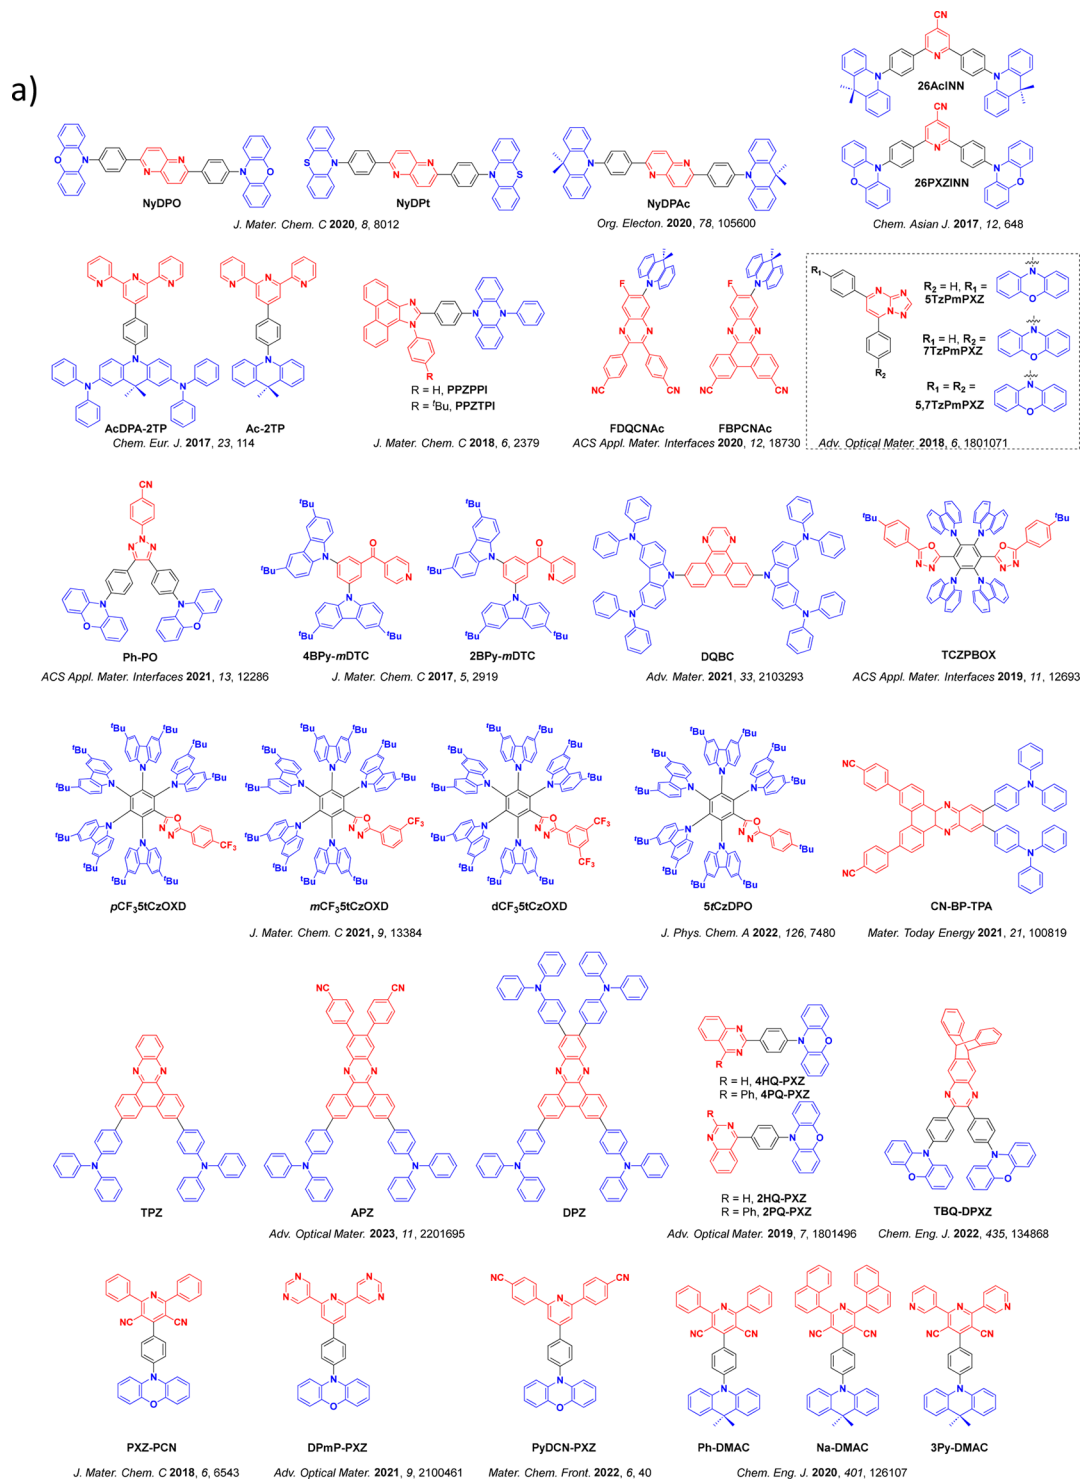 a)
26AcINN
26PXZINN
Chem. Asian J. 2017, 12, 648
NyDPO
NyDPt
J. Mater. Chem. C 2020, 8, 8012
NyDPAc
Org. Electon. 2020, 78, 105600
AcDPA-2TP
Ac-2TP
Chem. Eur. J. 2017, 23, 114
R = H, PPZPPI
R = tBu, PPZTPI
J. Mater. Chem. C 2018, 6, 2379
FDQCNAc
FBPCNAc
ACS Appl. Mater. Interfaces 2020, 12, 18730
R2 = H, R1 =
5TzPmPXZ
R1 = H, R2 =
7TzPmPXZ
R1 = R2 =
5,7TzPmPXZ
Adv. Optical Mater. 2018, 6, 1801071
Ph-PO
ACS Appl. Mater. Interfaces 2021, 13, 12286
4BPy-mDTC
2BPy-mDTC
J. Mater. Chem. C 2017, 5, 2919
DQBC
Adv. Mater. 2021, 33, 2103293
TCZPBOX
ACS Appl. Mater. Interfaces 2019, 11, 12693
pCF35tCzOXD
mCF35tCzOXD
dCF35tCzOXD
J. Mater. Chem. C 2021, 9, 13384
5tCzDPO
J. Phys. Chem. A 2022, 126, 7480
CN-BP-TPA
Mater. Today Energy 2021, 21, 100819
TPZ
APZ
DPZ
Adv. Optical Mater. 2023, 11, 2201695
R = H, 4HQ-PXZ
R = Ph, 4PQ-PXZ
R = H, 2HQ-PXZ
R = Ph, 2PQ-PXZ
Adv. Optical Mater. 2019, 7, 1801496
TBQ-DPXZ
Chem. Eng. J. 2022, 435, 134868
PXZ-PCN
J. Mater. Chem. C 2018, 6, 6543
DPmP-PXZ
Adv. Optical Mater. 2021, 9, 2100461
PyDCN-PXZ
Mater. Chem. Front. 2022, 6, 40
Ph-DMAC
Na-DMAC
3Py-DMAC
Chem. Eng. J. 2020, 401, 126107